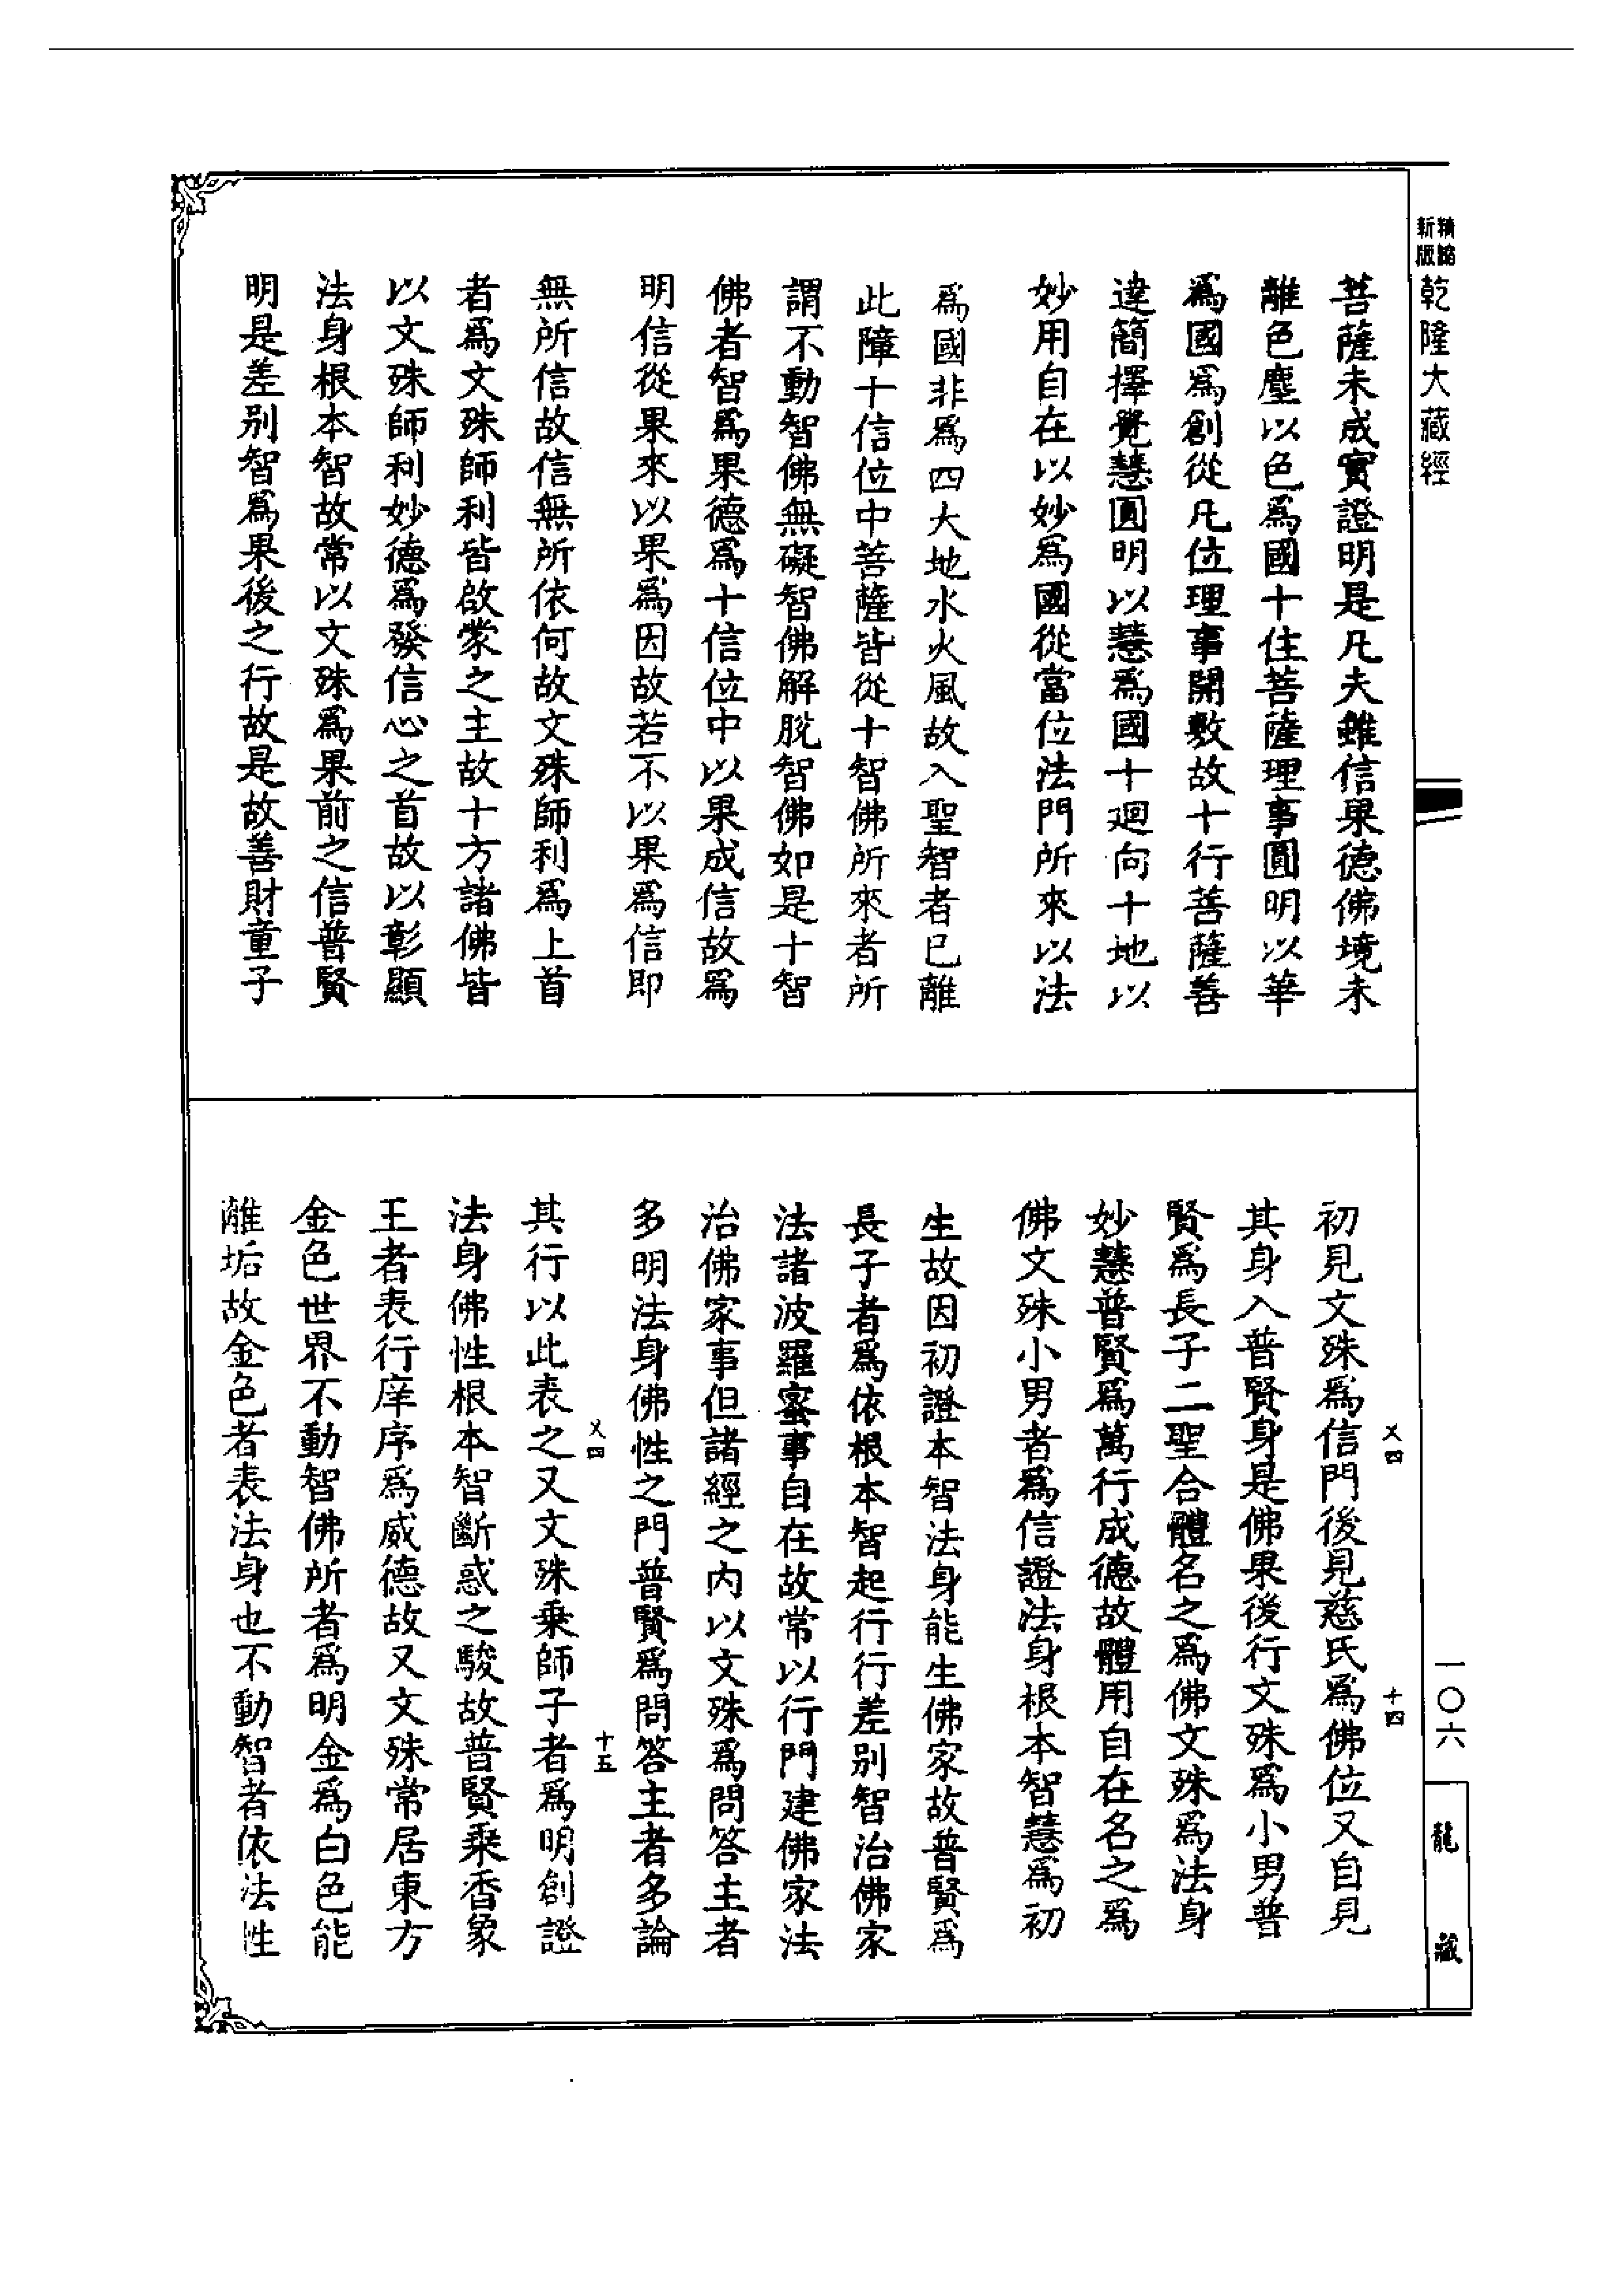 精縮
新版
乾隆大藏經
菩薩未成實證明是凡夫雖信果德佛境未
離色塵以色爲國十住菩薩理事圓明以華
爲國爲創從凡位理事開敷故十行菩薩善
達簡擇覺慧圓明以慧爲國十廻向十地以
妙用自在以妙爲國從當位法門所來以法
爲國非爲四大地水火風故入聖智者已離
此障十信位中菩薩皆從十智佛所來者所
謂不動智佛無礙智佛解脫智佛如是十智
佛者智爲果德爲十信位中以果成信故爲
明信從果來以果爲因故若不以果爲信即
無所信故信無所依何故文殊師利爲上首
者爲文殊師利皆啟蒙之主故十方諸佛皆
以文殊師利妙德爲發信心之首故以彰顯
法身根本智故常以文殊爲果前之信普賢
明是差別智爲果後之行故是故善財童子
㐅四
十四
初見文殊爲信門後見慈氏爲佛位又自見
其身入普賢身是佛果後行文殊爲小男普
賢爲長子二聖合體名之爲佛文殊爲法身
妙慧普賢爲萬行成德故體用自在名之爲
佛文殊小男者爲信證法身根本智慧爲初
生故因初證本智法身能生佛家故普賢爲
長子者爲依根本智起行行差別智治佛家
法諸波羅蜜事自在故常以行門建佛家法
治佛家事但諸經之內以文殊爲問答主者
多明法身佛性之門普賢爲問答主者多論
㐅四
十五
其行以此表之又文殊乘師子者爲明創證
法身佛性根本智斷惑之駿故普賢乘香象
王者表行庠序爲威德故又文殊常居東方
金色世界不動智佛所者爲明金爲白色能
離垢故金色者表法身也不動智者依法性
一〇六
龍藏